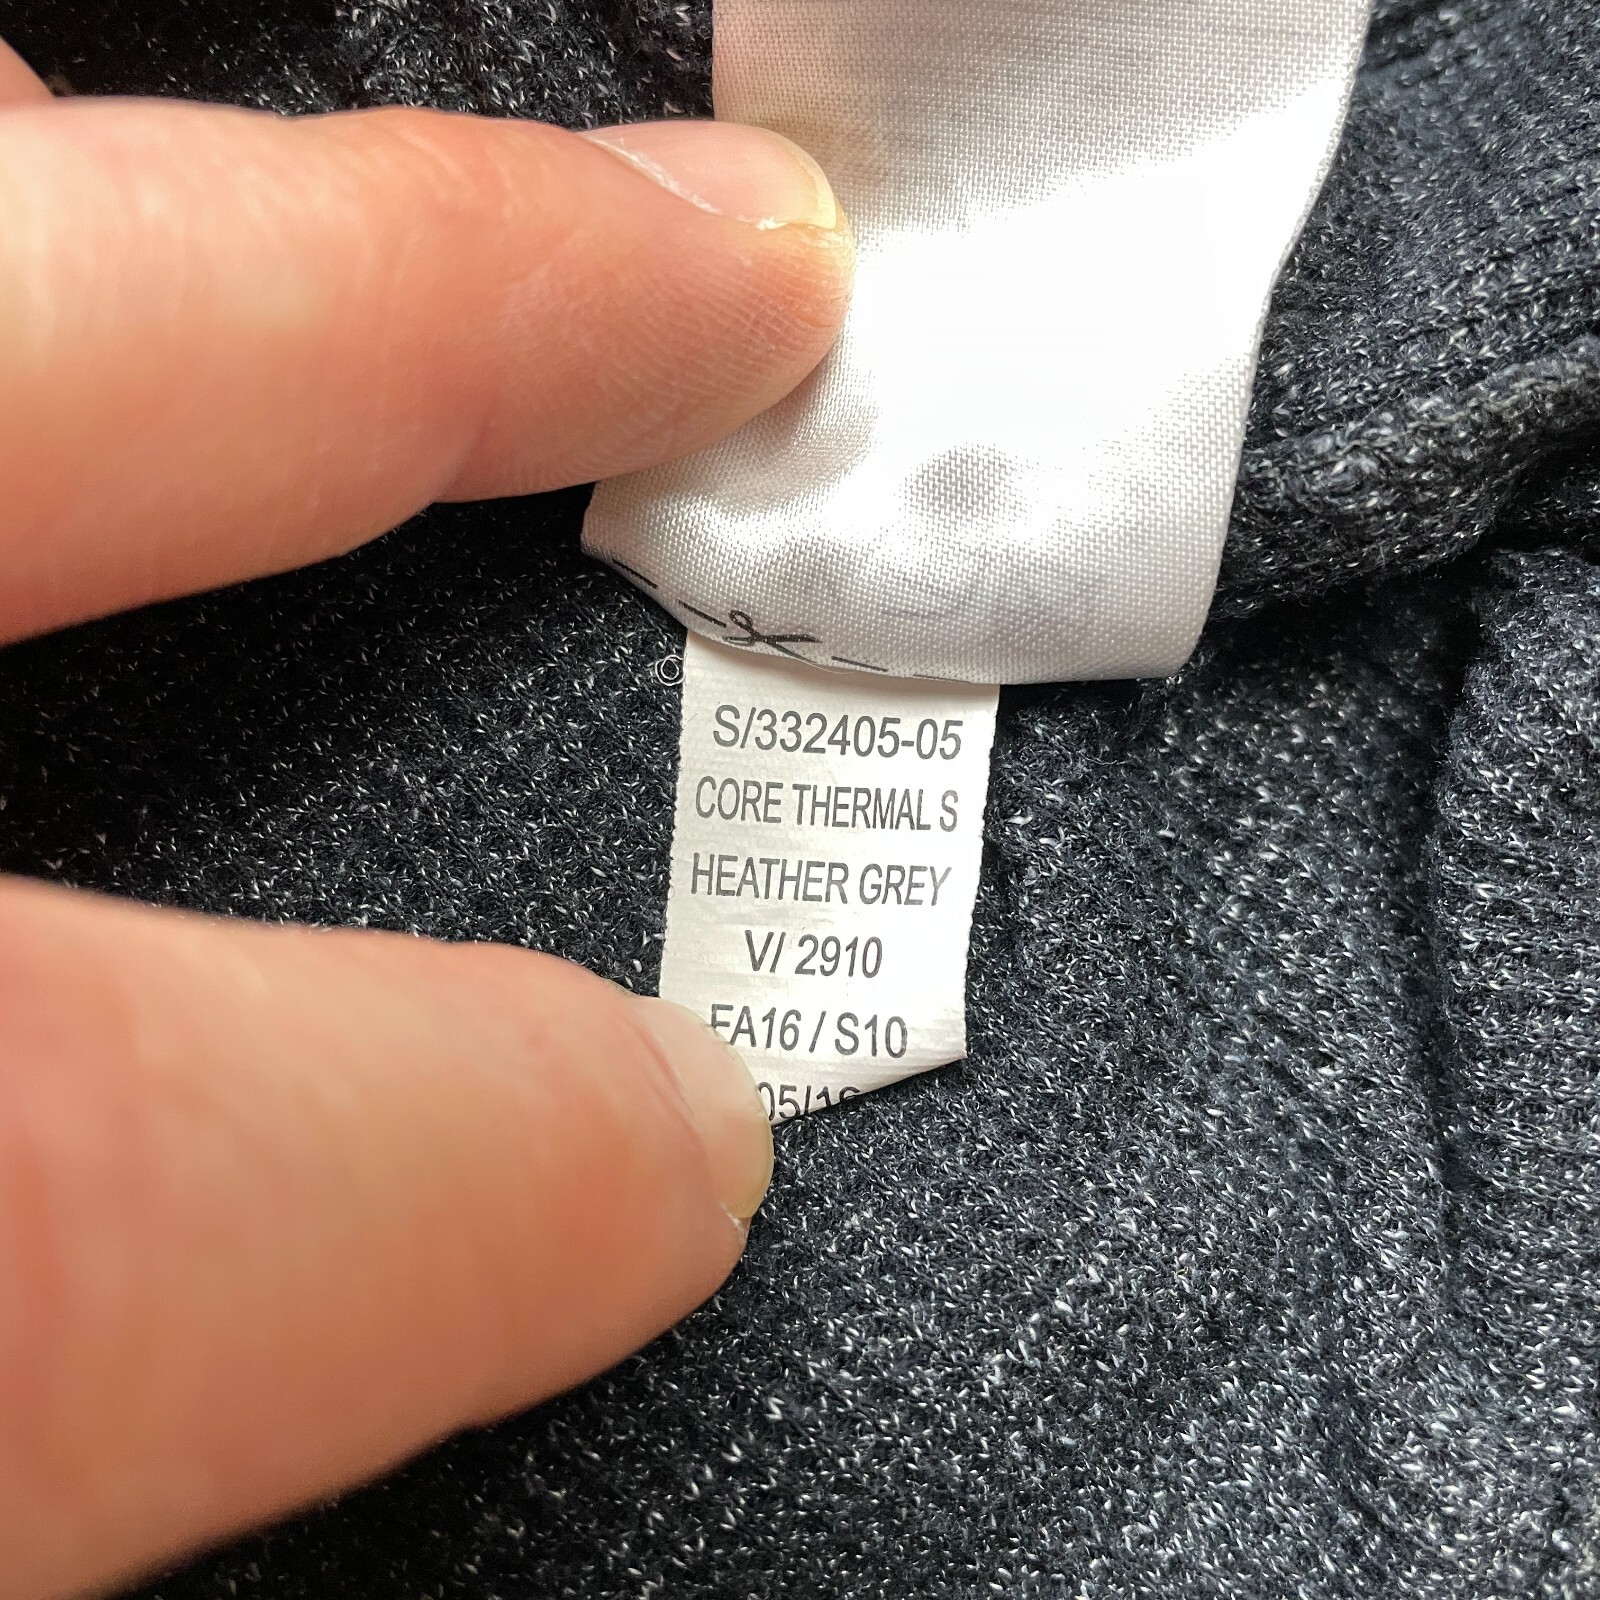 S/332405-05
CORE THERMAL S
HEATHER GREY
V/ 2910
FA16 / S10